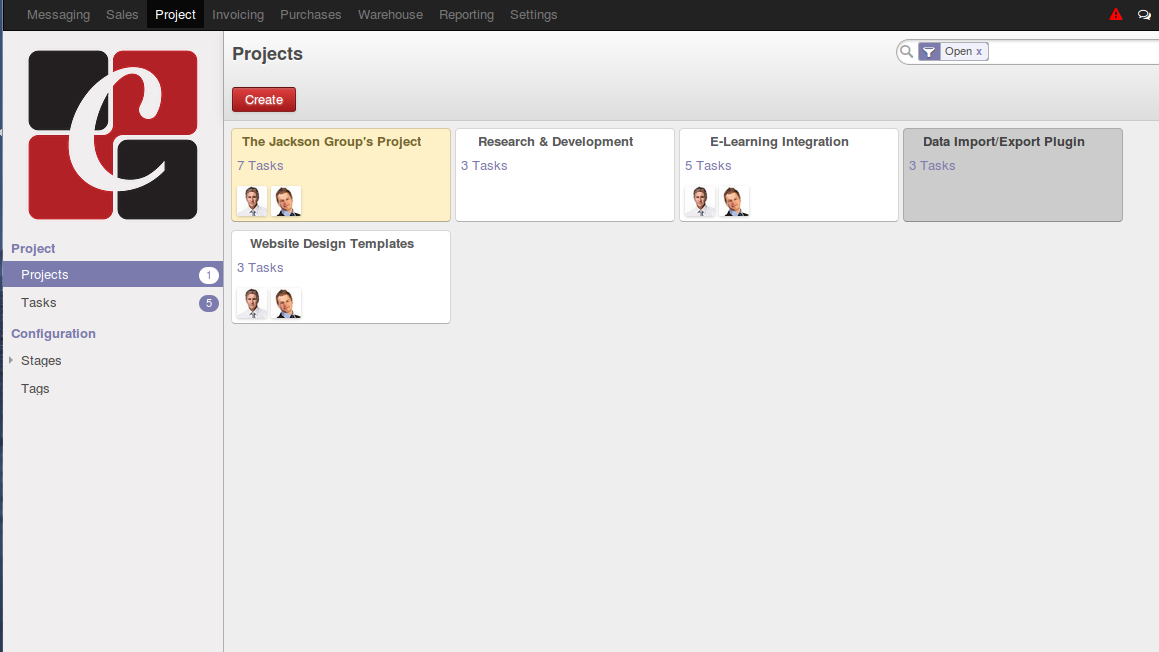 Messaging Sales Project Invoicing Purchases Warehouse Reporting Settings
C
Projects
Open x
Create
The Jackson Group's Project
7 Tasks
Research & Development
3 Tasks
E-Learning Integration
5 Tasks
Data Import/Export Plugin
3 Tasks
Website Design Templates
3 Tasks
Project
Projects 1
Tasks 5
Configuration
Stages
Tags